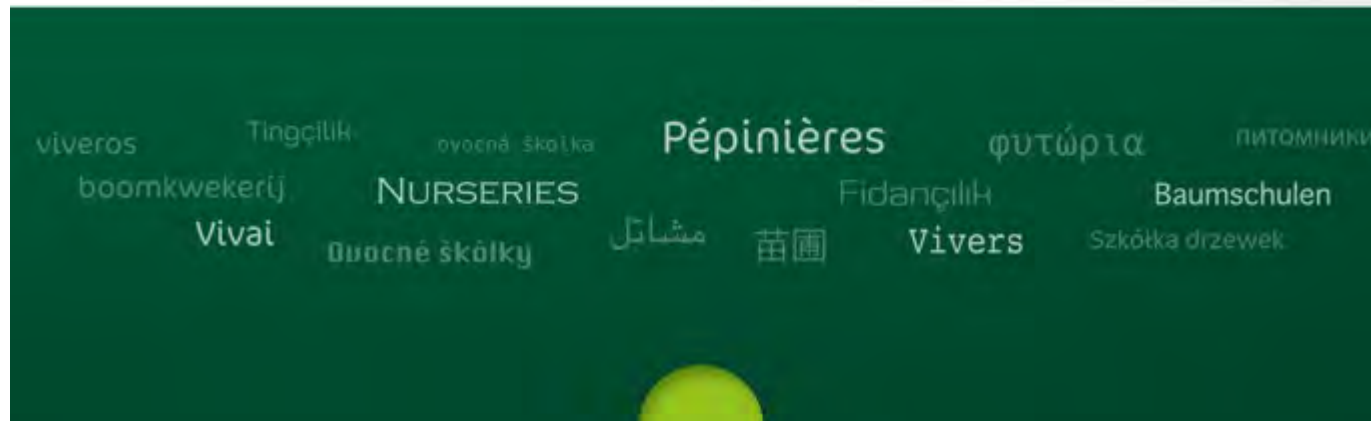 viveros Tingçilik ovocná školka Pépinières φυτώρια питомники
boomkwekerij NURSERIES Fidançılık Baumschulen
Vivai Ovocné škôlky مشاتل 苗圃 Vivers Szkółka drzewek